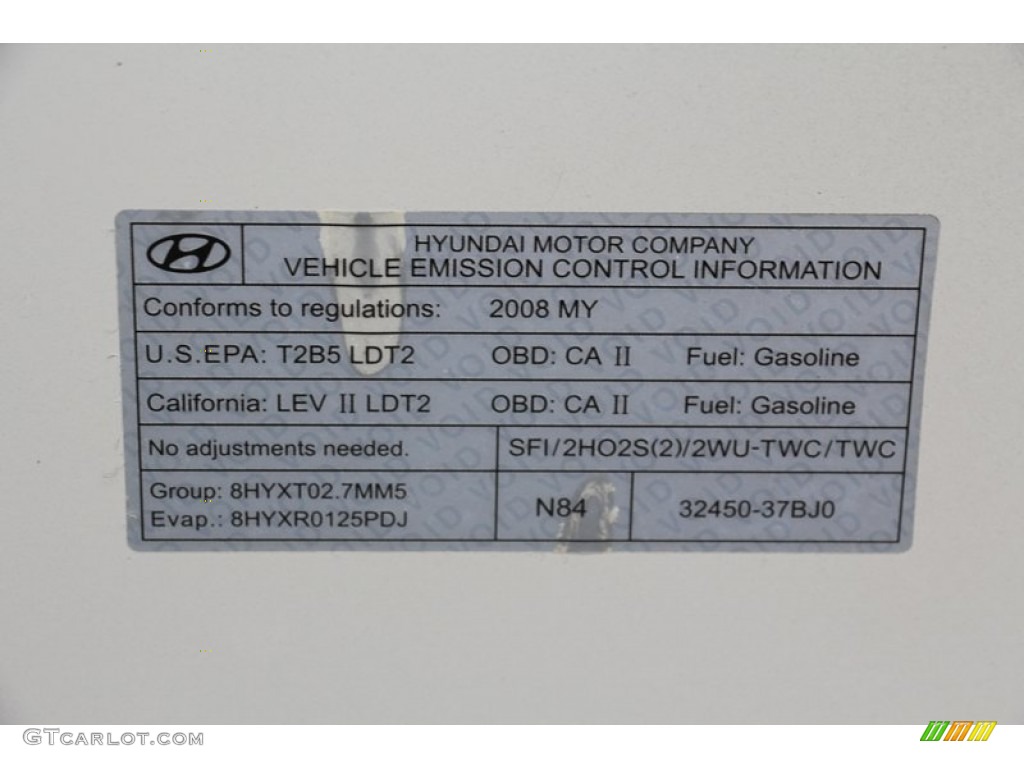 HYUNDAI MOTOR COMPANY
VEHICLE EMISSION CONTROL INFORMATION
Conforms to regulations: 2008 MY
U.S.EPA: T2B5 LDT2 OBD: CA II Fuel: Gasoline
California: LEV II LDT2 OBD: CA II Fuel: Gasoline
No adjustments needed. SFI/2HO2S(2)/2WU-TWC/TWC
Group: 8HYXT02.7MM5
Evap.: 8HYXR0125PDJ
N84 32450-37BJ0
GTCARLOT.COM